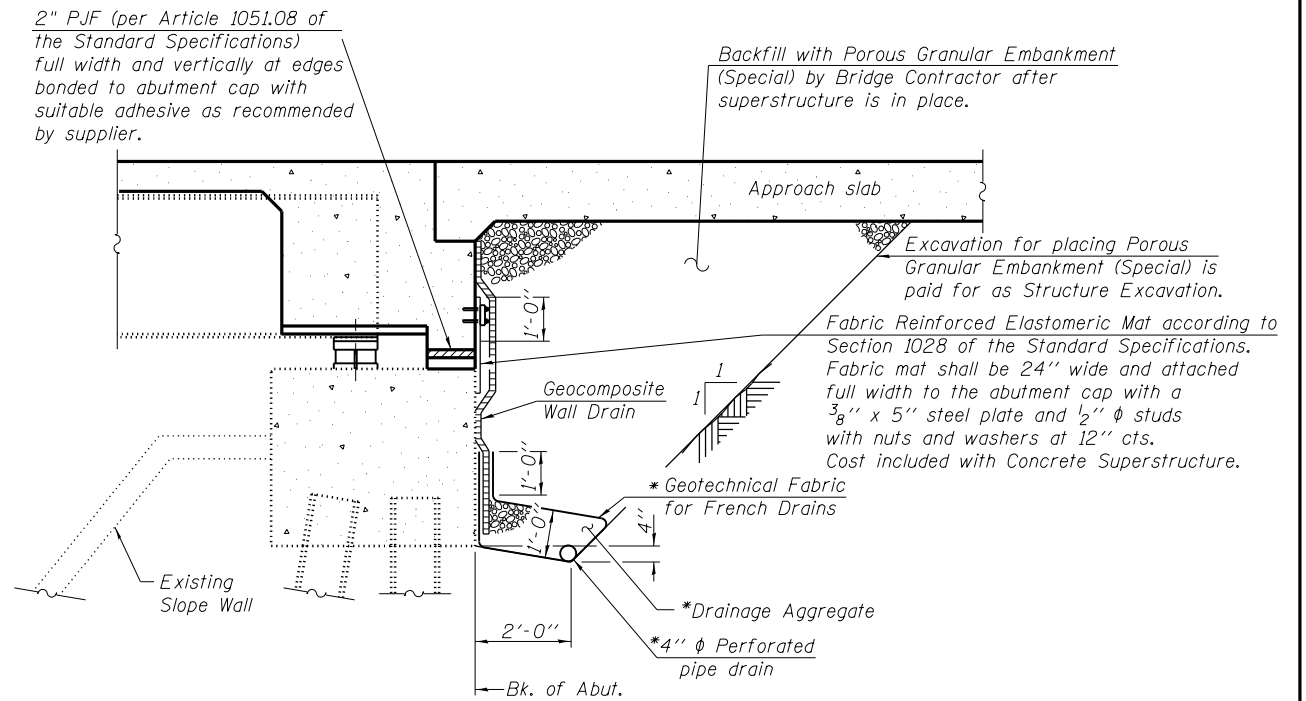 2" PJF (per Article 1051.08 of
the Standard Specifications)
full width and vertically at edges
bonded to abutment cap with
suitable adhesive as recommended
by supplier.
Backfill with Porous Granular Embankment
(Special) by Bridge Contractor after
superstructure is in place.
Approach slab
Excavation for placing Porous
Granular Embankment (Special) is
paid for as Structure Excavation.
1'-0"
Fabric Reinforced Elastomeric Mat according to
Section 1028 of the Standard Specifications.
Fabric mat shall be 24" wide and attached
full width to the abutment cap with a
3/8" x 5" steel plate and 1/2" ϕ studs
with nuts and washers at 12" cts.
Cost included with Concrete Superstructure.
1
1
Geocomposite
Wall Drain
1'-0"
* Geotechnical Fabric
for French Drains
1'-0"
4"
Existing
Slope Wall
*Drainage Aggregate
2'-0"
*4" ϕ Perforated
pipe drain
Bk. of Abut.